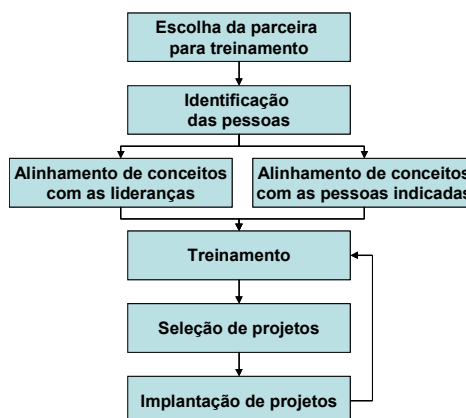 Escolha da parceira
para treinamento
Identificação
das pessoas
Alinhamento de conceitos
com as lideranças
Alinhamento de conceitos
com as pessoas indicadas
Treinamento
Seleção de projetos
Implantação de projetos